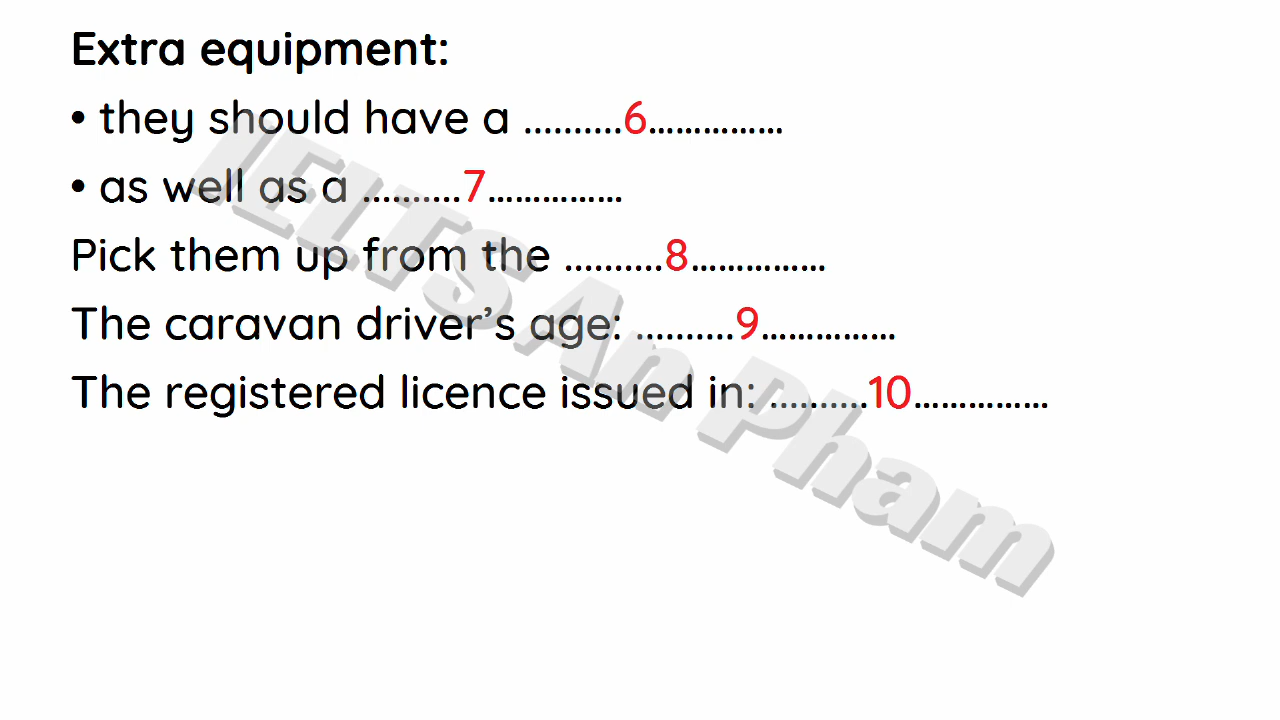 Extra equipment:
• they should have a ..........6……………
• as well as a ..........7……………
Pick them up from the ..........8……………
The caravan driver’s age: ..........9……………
The registered licence issued in: ..........10……………
IELTS An Pham